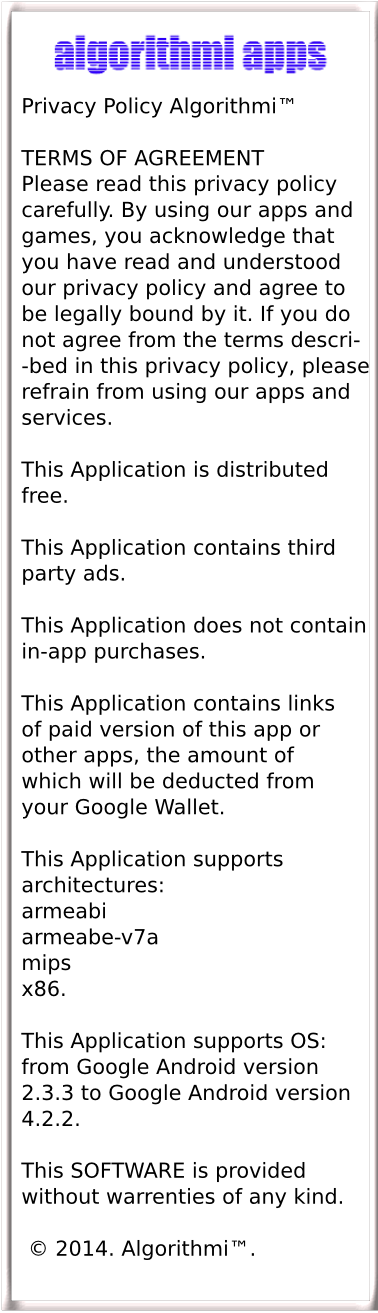 algorithmi apps
Privacy Policy Algorithmi™
TERMS OF AGREEMENT
Please read this privacy policy
carefully. By using our apps and
games, you acknowledge that
you have read and understood
our privacy policy and agree to
be legally bound by it. If you do
not agree from the terms descri-
-bed in this privacy policy, please
refrain from using our apps and
services.
This Application is distributed
free.
This Application contains third
party ads.
This Application does not contain
in-app purchases.
This Application contains links
of paid version of this app or
other apps, the amount of
which will be deducted from
your Google Wallet.
This Application supports
architectures:
armeabi
armeabe-v7a
mips
x86.
This Application supports OS:
from Google Android version
2.3.3 to Google Android version
4.2.2.
This SOFTWARE is provided
without warrenties of any kind.
© 2014. Algorithmi™.